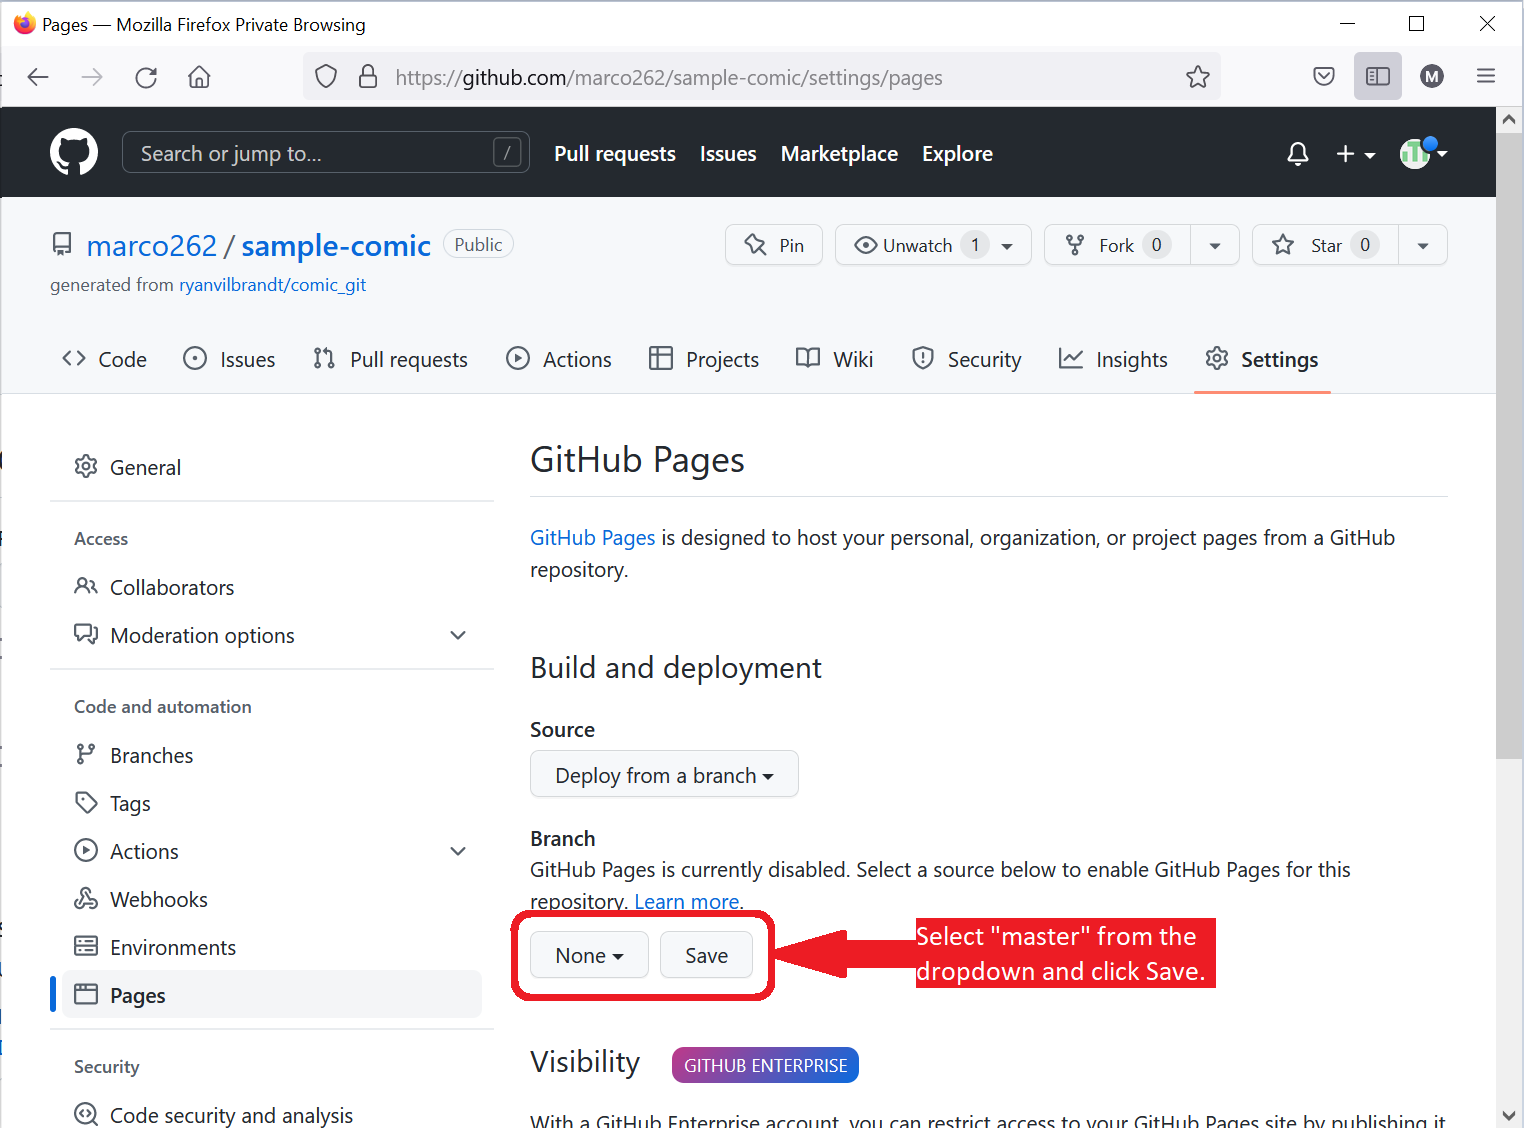 Pages — Mozilla Firefox Private Browsing
https://github.com/marco262/sample-comic/settings/pages
M
Search or jump to... /
Pull requests Issues Marketplace Explore
marco262 / sample-comic Public
Pin Unwatch 1 Fork 0 Star 0
generated from ryanvilbrandt/comic_git
Code Issues Pull requests Actions Projects Wiki Security Insights Settings
General
Access
Collaborators
Moderation options
Code and automation
Branches
Tags
Actions
Webhooks
Environments
Pages
Security
Code security and analysis
GitHub Pages
GitHub Pages is designed to host your personal, organization, or project pages from a GitHub
repository.
Build and deployment
Source
Deploy from a branch
Branch
GitHub Pages is currently disabled. Select a source below to enable GitHub Pages for this
repository. Learn more.
None Save
Select "master" from the
dropdown and click Save.
Visibility GITHUB ENTERPRISE
With a GitHub Enterprise account, you can restrict access to your GitHub Pages site by publishing it